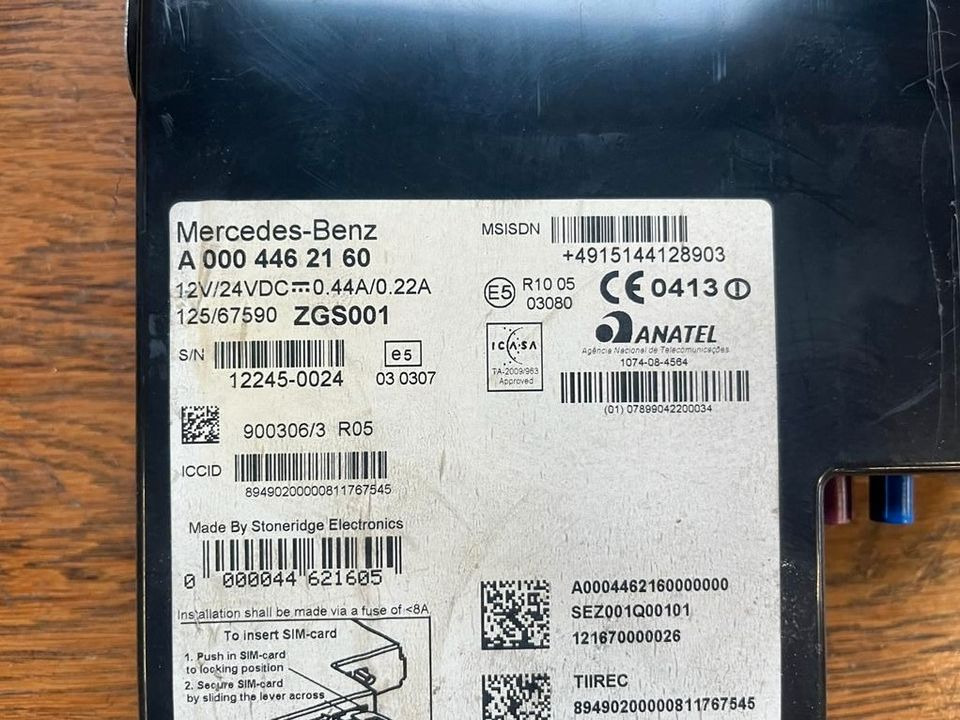 Mercedes-Benz
A 000 446 21 60
12V/24VDC⎓0.44A/0.22A
125/67590 ZGS001
S/N
12245-0024
e5
03 0307
900306/3 R05
ICCID
89490200000811767545
Made By Stoneridge Electronics
0 000044 621605
Installation shall be made via a fuse of <8A
To insert SIM-card
1. Push in SIM-card
to locking position
2. Secure SIM-card
by sliding the lever across
MSISDN
+4915144128903
E5 R10 05
03080
CE 0413
ICASA
TA-2009/963
Approved
ANATEL
Agência Nacional de Telecomunicações
1074-08-4564
(01) 07899042200034
A0004462160000000
SEZ001Q00101
121670000026
TIIREC
89490200000811767545